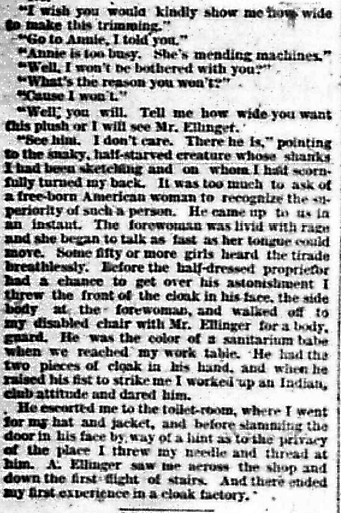 "I wish you would kindly show me how wide
to make this trimming."
"Go to Annie, I told you."
"Annie is too busy. She's mending machines."
"Well, I won't be bothered with you?"
"What's the reason you won't?"
"Cause I won't."
"Well, you will. Tell me how wide you want
this plush or I will see Mr. Ellinger."
"See him. I don't care. There he is," pointing
to the snaky, half-starved creature whose shanks
I had been sketching and on whom I had scorn-
fully turned my back. It was too much to ask of
a free-born American woman to recognize the su-
periority of such a person. He came up to us in
an instant. The forewoman was livid with rage
and she began to talk as fast as her tongue could
move. Some fifty or more girls heard the tirade
breathlessly. Before the half-dressed proprietor
had a chance to get over his astonishment I
threw the front of the cloak in his face, the side
body at the forewoman, and walked off to
my disabled chair with Mr. Ellinger for a body,
guard. He was the color of a sanitarium babe
when we reached my work table. He had the
two pieces of cloak in his hand, and when he
raised his fist to strike me I worked up an Indian,
club attitude and dared him.
He escorted me to the toilet-room, where I went
for my hat and jacket, and before slamming the
door in his face by way of a hint as to the privacy
of the place I threw my needle and thread at
him. A. Ellinger saw me across the shop and
down the first flight of stairs. And there ended
my first experience in a cloak factory.